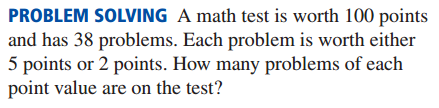 PROBLEM SOLVING A math test is worth 100 points
and has 38 problems. Each problem is worth either
5 points or 2 points. How many problems of each
point value are on the test?